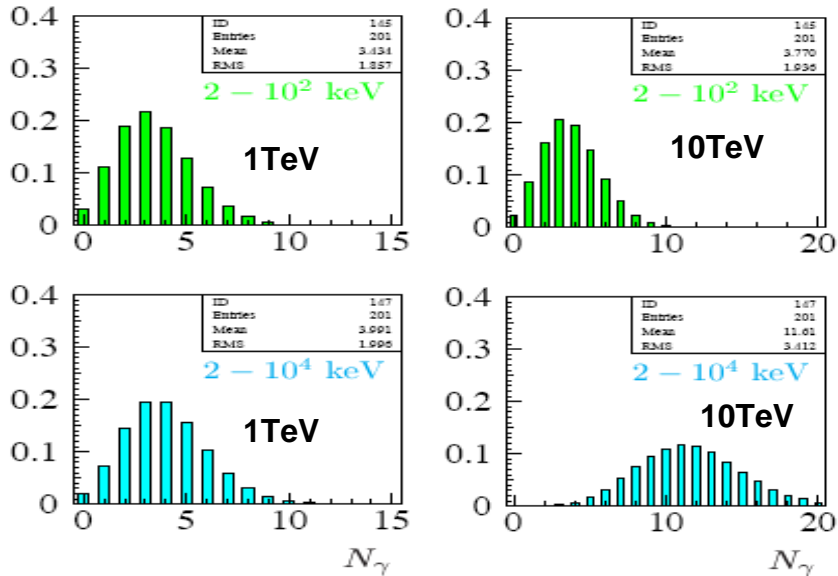 0.4
0.3
0.2
0.1
0
ID 145
Entries 201
Mean 3.434
RMS 1.857
2 − 10² keV
1TeV
0 5 10 15
0.4
0.3
0.2
0.1
0
ID 145
Entries 201
Mean 3.770
RMS 1.936
2 − 10² keV
10TeV
0 10 20
0.4
0.3
0.2
0.1
0
ID 147
Entries 201
Mean 3.991
RMS 1.996
2 − 10⁴ keV
1TeV
0 5 10 15
Nγ
0.4
0.3
0.2
0.1
0
ID 147
Entries 201
Mean 11.61
RMS 3.412
2 − 10⁴ keV
10TeV
0 10 20
Nγ